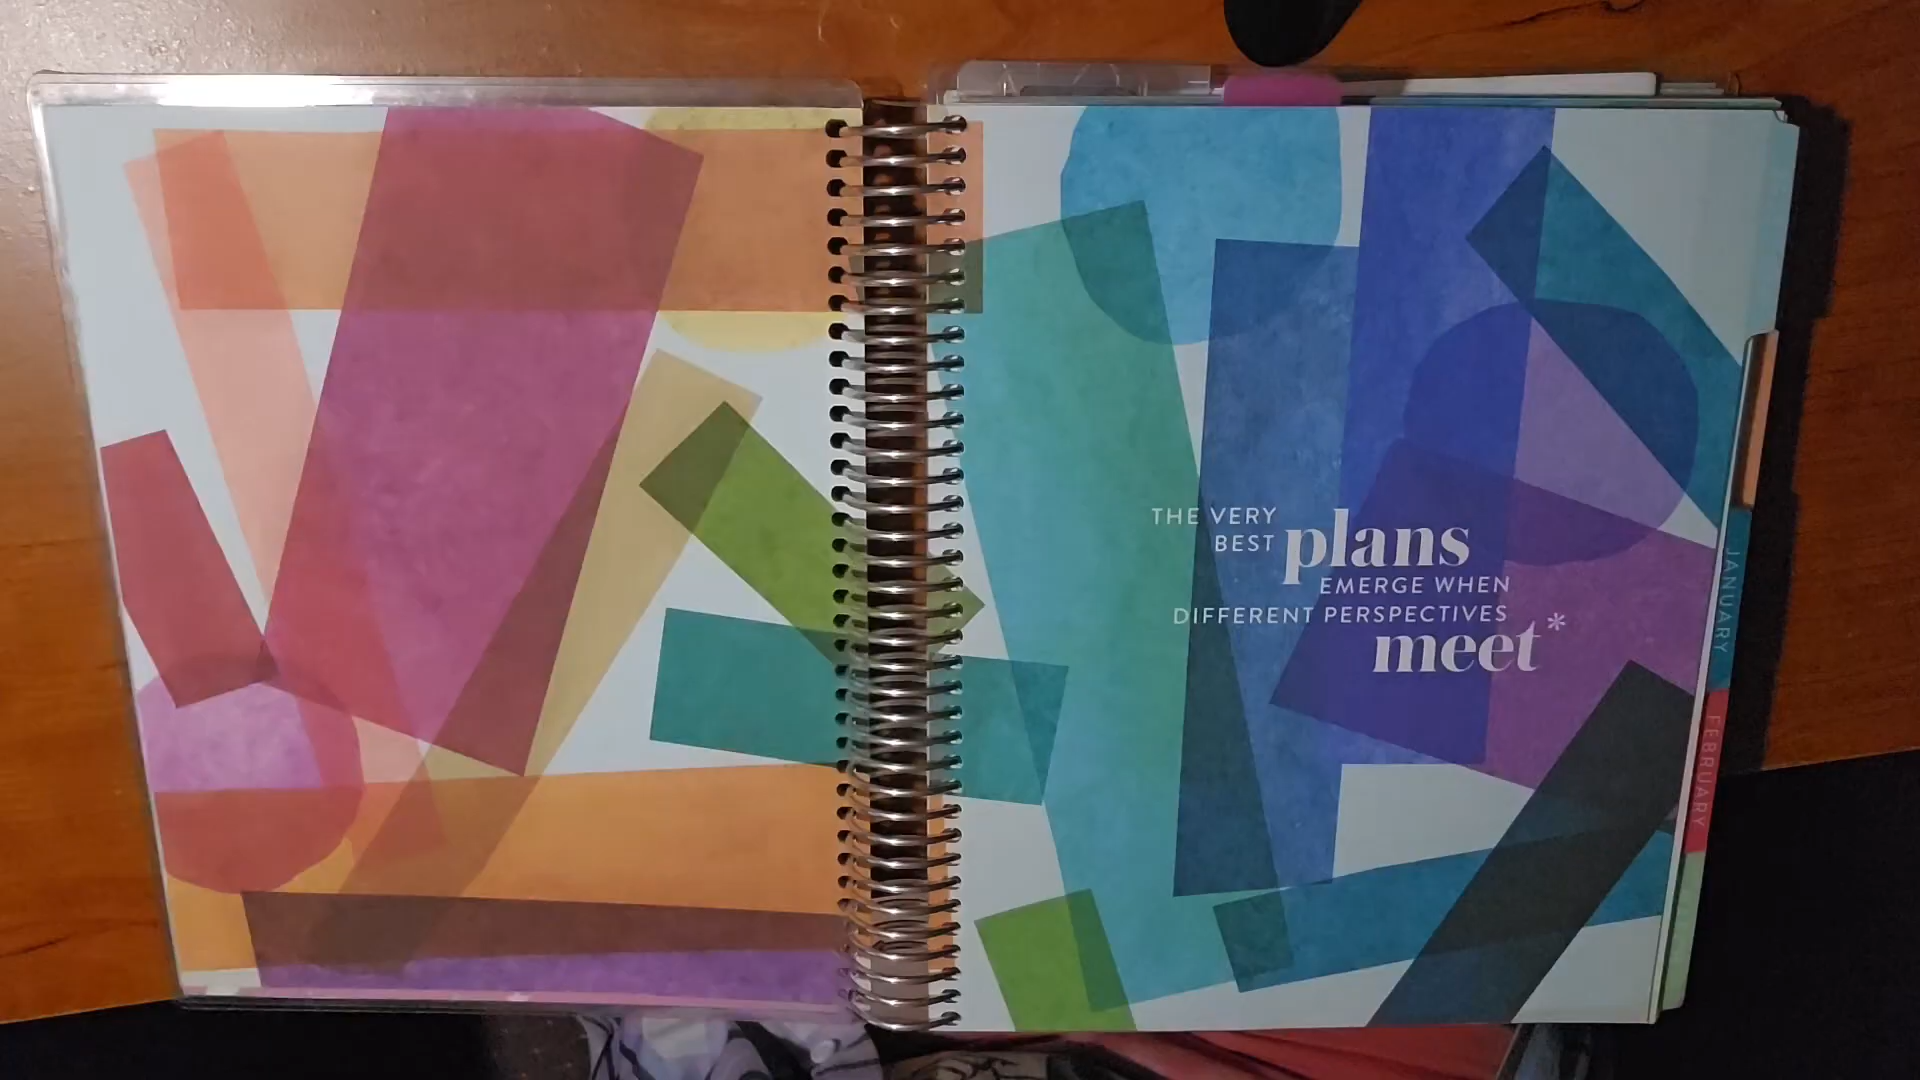 THE VERY
BEST plans
EMERGE WHEN
DIFFERENT PERSPECTIVES
meet*
JANUARY
FEBRUARY